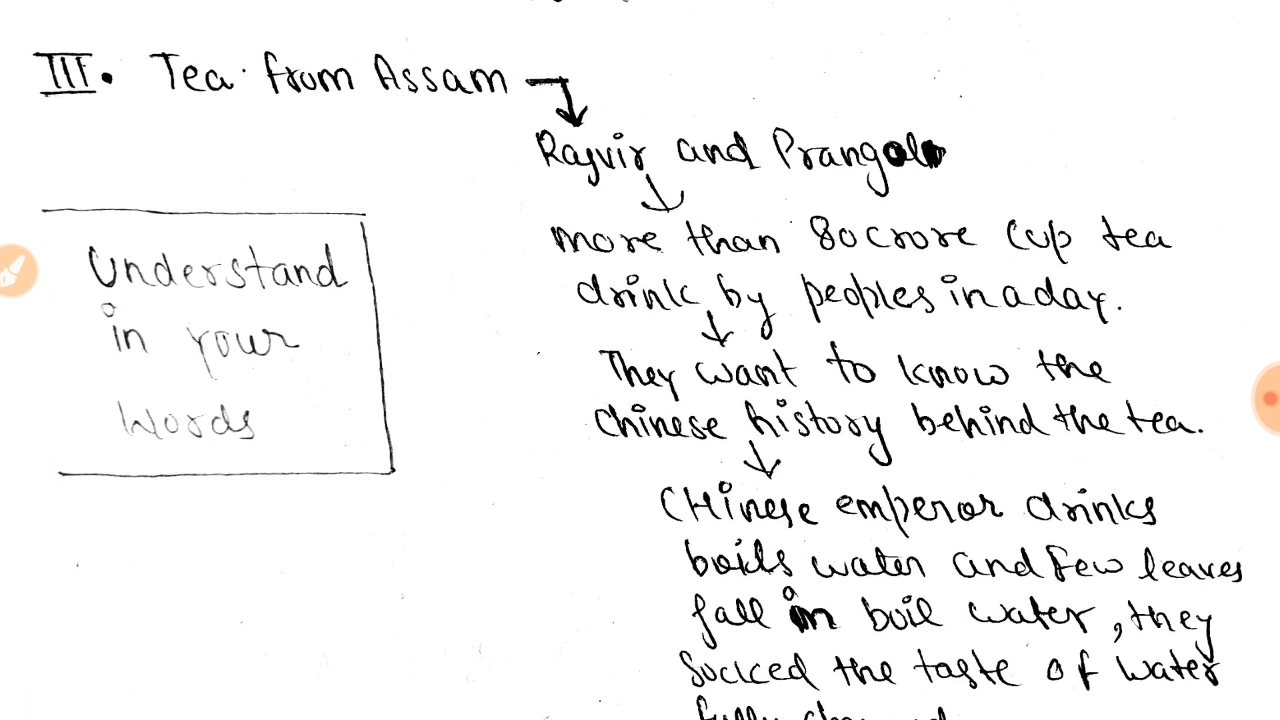 III. Tea from Assam
Rajvir and Prangal
more than 80 crore cup tea
drink by peoples in a day.
They want to know the
chinese history behind the tea.
CHinese emperor drinks
boils water and few leaves
fall in boil water, they
the taste of water
fully
Understand
in your
Words